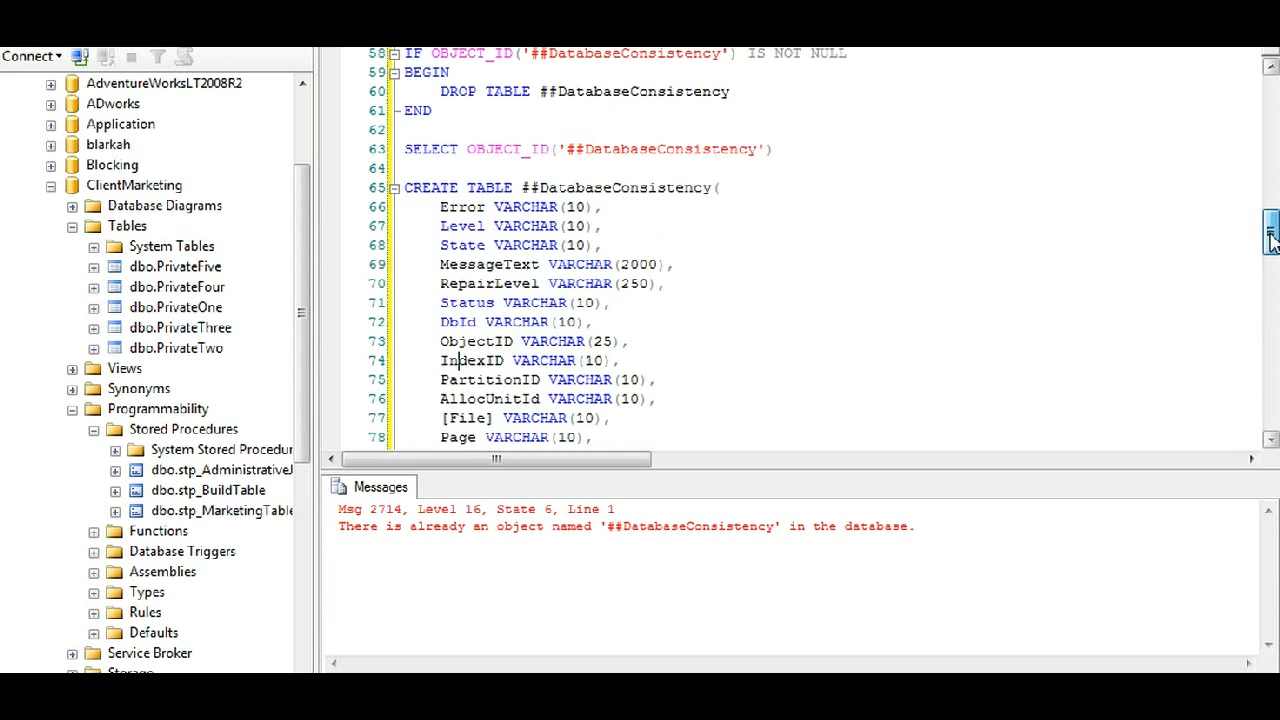 Connect
AdventureWorksLT2008R2
ADworks
Application
blarkah
Blocking
ClientMarketing
Database Diagrams
Tables
System Tables
dbo.PrivateFive
dbo.PrivateFour
dbo.PrivateOne
dbo.PrivateThree
dbo.PrivateTwo
Views
Synonyms
Programmability
Stored Procedures
System Stored Procedu
dbo.stp_Administrative
dbo.stp_BuildTable
dbo.stp_MarketingTable
Functions
Database Triggers
Assemblies
Types
Rules
Defaults
Service Broker
58 IF OBJECT_ID('##DatabaseConsistency') IS NOT NULL
59 BEGIN
60 DROP TABLE ##DatabaseConsistency
61 END
62
63 SELECT OBJECT_ID('##DatabaseConsistency')
64
65 CREATE TABLE ##DatabaseConsistency(
66 Error VARCHAR(10),
67 Level VARCHAR(10),
68 State VARCHAR(10),
69 MessageText VARCHAR(2000),
70 RepairLevel VARCHAR(250),
71 Status VARCHAR(10),
72 DbId VARCHAR(10),
73 ObjectID VARCHAR(25),
74 IndexID VARCHAR(10),
75 PartitionID VARCHAR(10),
76 AllocUnitId VARCHAR(10),
77 [File] VARCHAR(10),
78 Page VARCHAR(10),
Messages
Msg 2714, Level 16, State 6, Line 1
There is already an object named '##DatabaseConsistency' in the database.